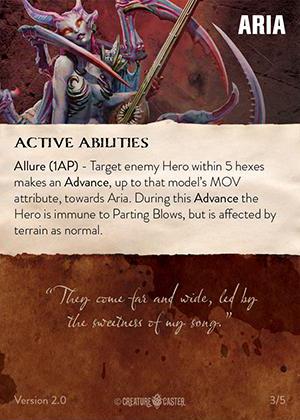 ARIA
ACTIVE ABILITIES
Allure (1AP) - Target enemy Hero within 5 hexes
makes an Advance, up to that model's MOV
attribute, towards Aria. During this Advance the
Hero is immune to Parting Blows, but is affected by
terrain as normal.
"They come far and wide, led by
the sweetness of my song."
Version 2.0 © CREATURE CASTER. 3/5